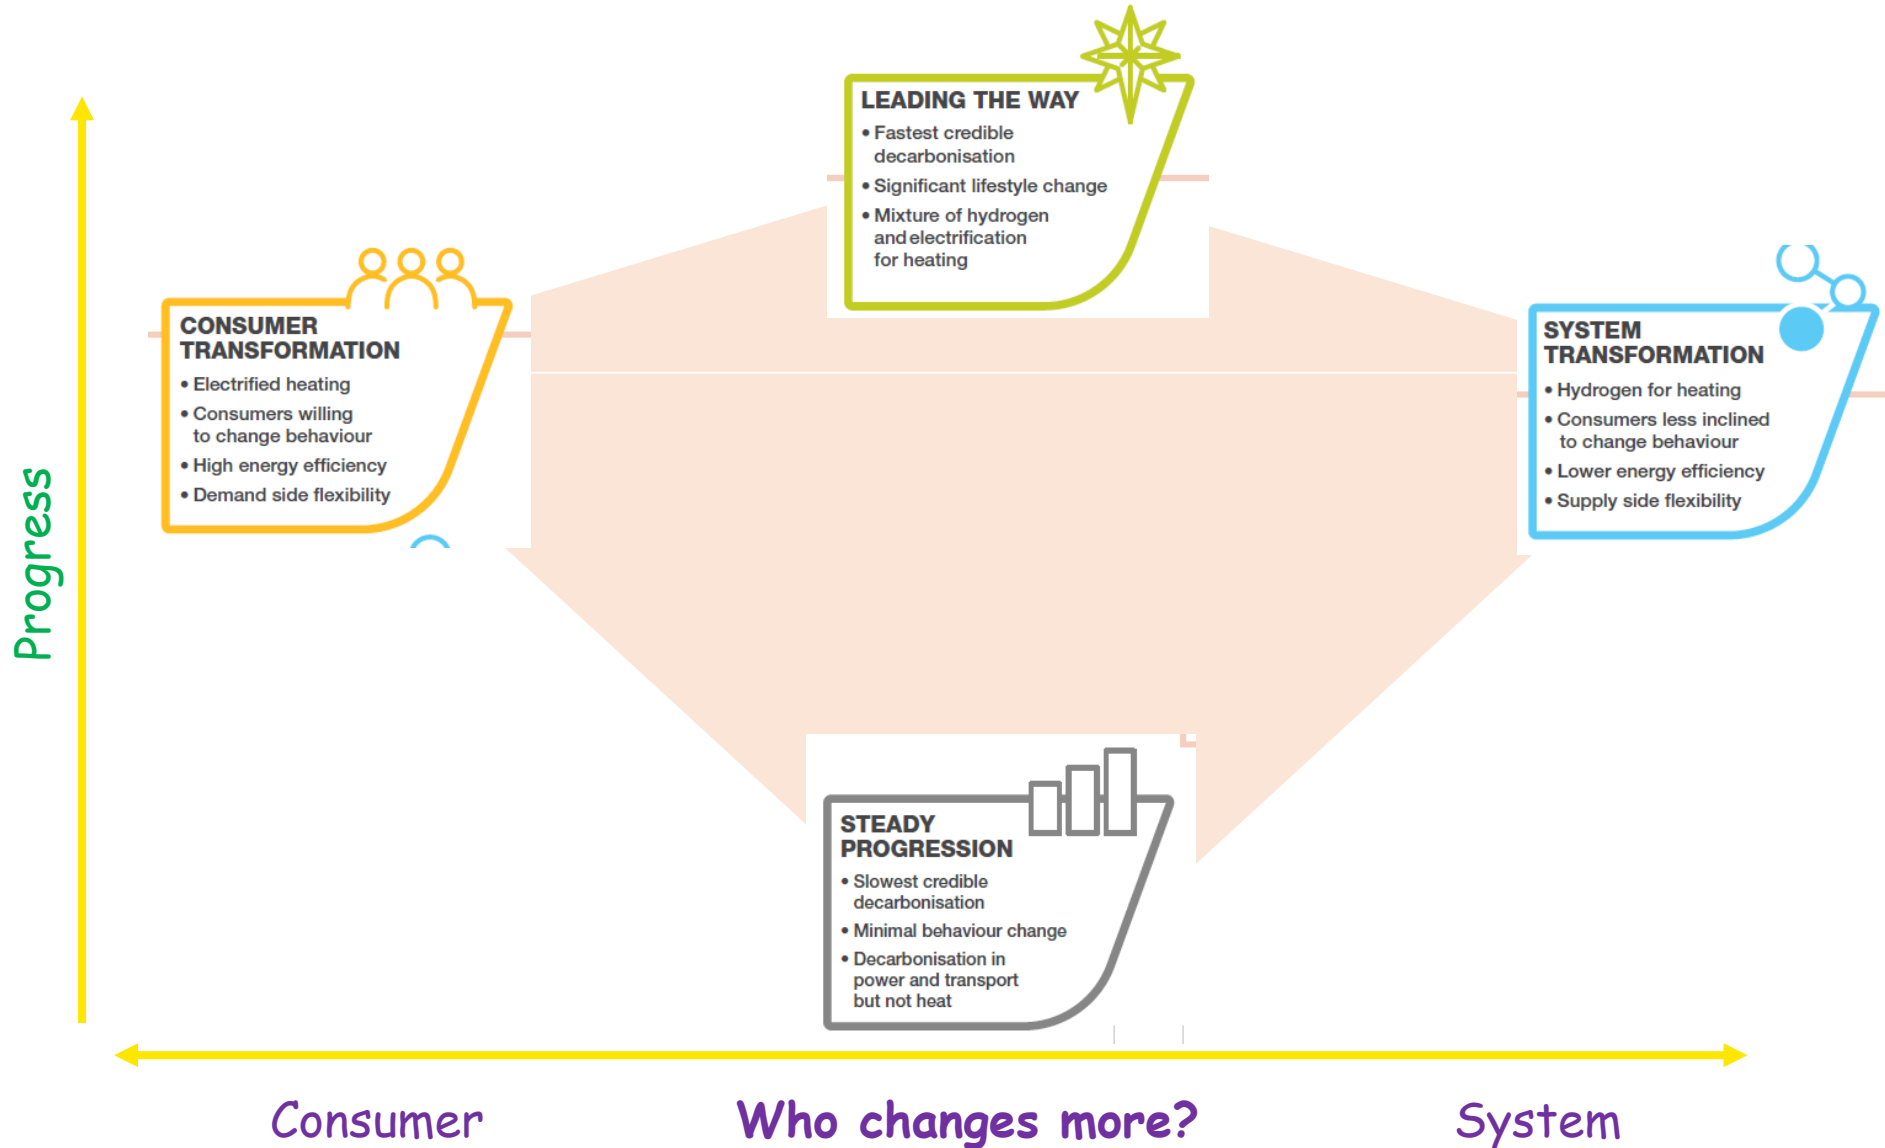 LEADING THE WAY
• Fastest credible
decarbonisation
• Significant lifestyle change
• Mixture of hydrogen
and electrification
for heating
CONSUMER
TRANSFORMATION
• Electrified heating
• Consumers willing
to change behaviour
• High energy efficiency
• Demand side flexibility
SYSTEM
TRANSFORMATION
• Hydrogen for heating
• Consumers less inclined
to change behaviour
• Lower energy efficiency
• Supply side flexibility
Progress
STEADY
PROGRESSION
• Slowest credible
decarbonisation
• Minimal behaviour change
• Decarbonisation in
power and transport
but not heat
Consumer
Who changes more?
System